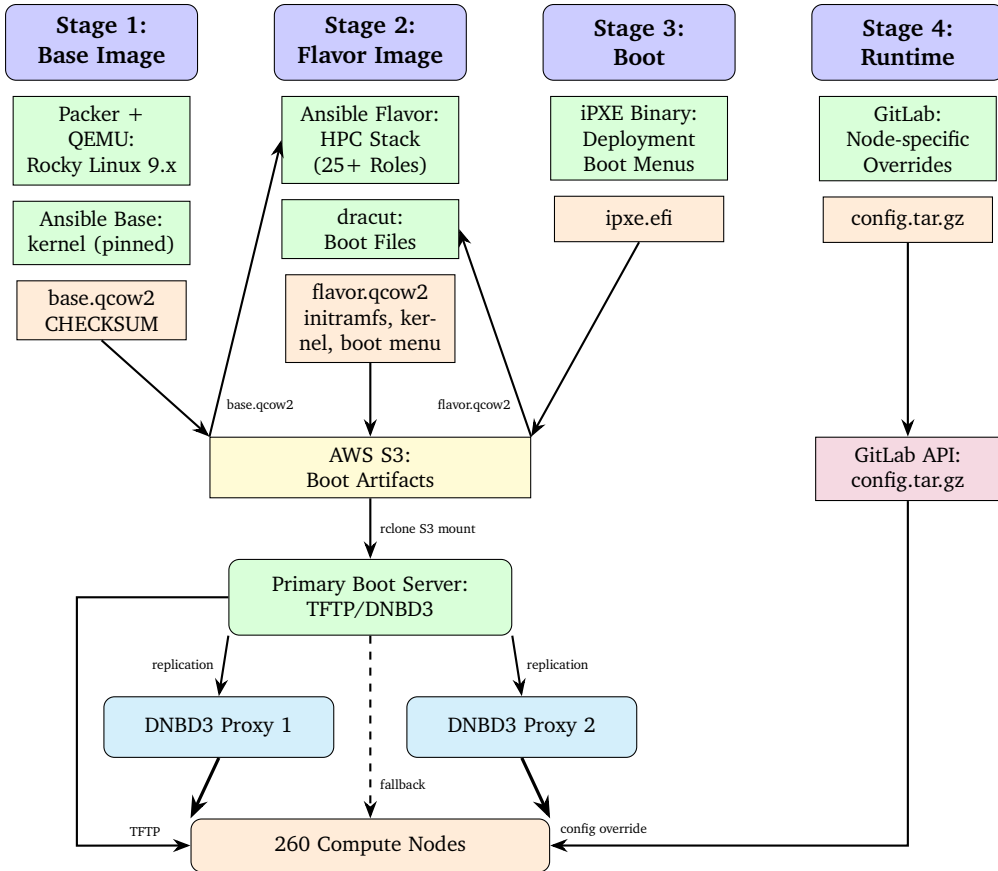 Stage 1:
Base Image
Stage 2:
Flavor Image
Stage 3:
Boot
Stage 4:
Runtime
Packer +
QEMU:
Rocky Linux 9.x
Ansible Flavor:
HPC Stack
(25+ Roles)
iPXE Binary:
Deployment
Boot Menus
GitLab:
Node-specific
Overrides
Ansible Base:
kernel (pinned)
dracut:
Boot Files
ipxe.efi
config.tar.gz
base.qcow2
CHECKSUM
flavor.qcow2
initramfs, ker-
nel, boot menu
base.qcow2
flavor.qcow2
AWS S3:
Boot Artifacts
GitLab API:
config.tar.gz
rclone S3 mount
Primary Boot Server:
TFTP/DNBD3
replication
replication
DNBD3 Proxy 1
DNBD3 Proxy 2
fallback
TFTP
config override
260 Compute Nodes